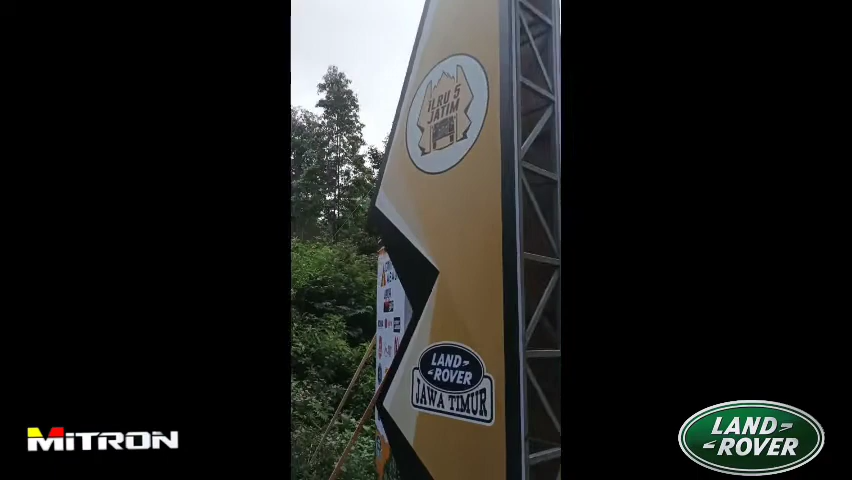 ILRU 5
JATIM
LAND-
-ROVER
JAWA TIMUR
MITRON
LAND-
-ROVER